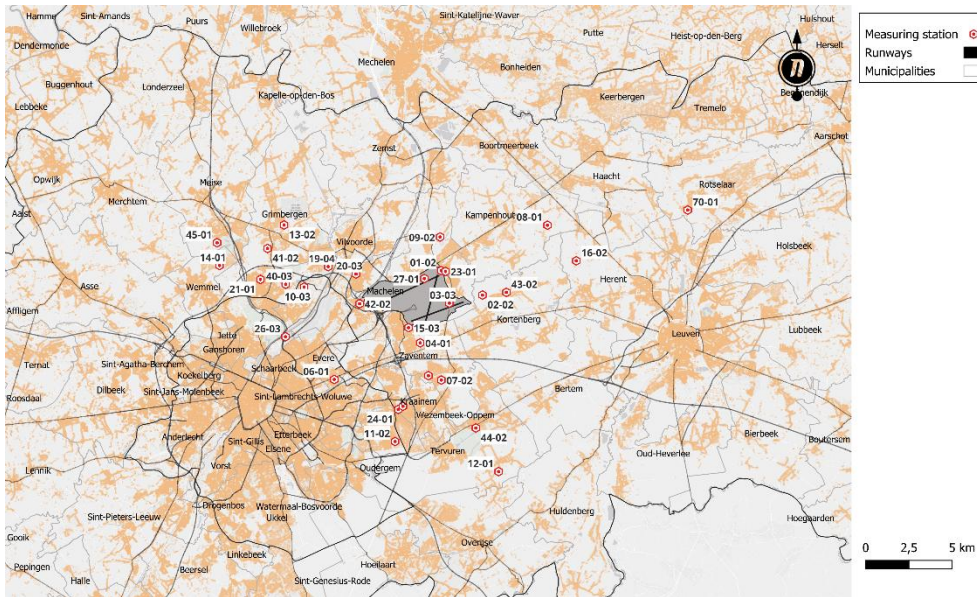 Hamme
Sint-Amands
Puurs
Willebroek
Sint-Katelijne-Waver
Putte
Heist-op-den-Berg
Hulshout
Dendermonde
Herselt
Mechelen
Bonheiden
Buggenhout
Londerzeel
Kapelle-op-den-Bos
Keerbergen
Tremelo
Lebbeke
Aarschot
Zemst
Boortmeerbeek
Opwijk
Meise
Haacht
Rotselaar
Merchtem
70-01
Aalst
Grimbergen
Kampenhout
08-01
45-01
13-02
Vilvoorde
09-02
Holsbeek
14-01
41-02
19-04
20-03
01-02
23-01
16-02
Herent
Asse
Wemmel
21-01
40-03
10-03
27-01
Machelen
03-03
43-02
02-02
42-02
Affligem
Kortenberg
26-03
15-03
Jette
Ganshoren
04-01
Leuven
Lubbeek
Ternat
Sint-Agatha-Berchem
Evere
Zaventem
Koekelberg
Schaarbeek
06-01
07-02
Roosdaal
Dilbeek
Sint-Jans-Molenbeek
Sint-Lambrechts-Woluwe
Bertem
Kraainem
24-01
Wezembeek-Oppem
Anderlecht
Sint-Gillis
Etterbeek
Elsene
11-02
44-02
Bierbeek
Boutersem
Tervuren
Oud-Heverlee
Lennik
Vorst
Oudergem
12-01
Drogenbos
Watermaal-Bosvoorde
Ukkel
Sint-Pieters-Leeuw
Huldenberg
Hoegaarden
Gooik
Linkebeek
Overijse
Pepingen
Halle
Beersel
Sint-Genesius-Rode
Hoeilaart
n
Measuring station
Runways
Municipalities
0 2,5 5 km